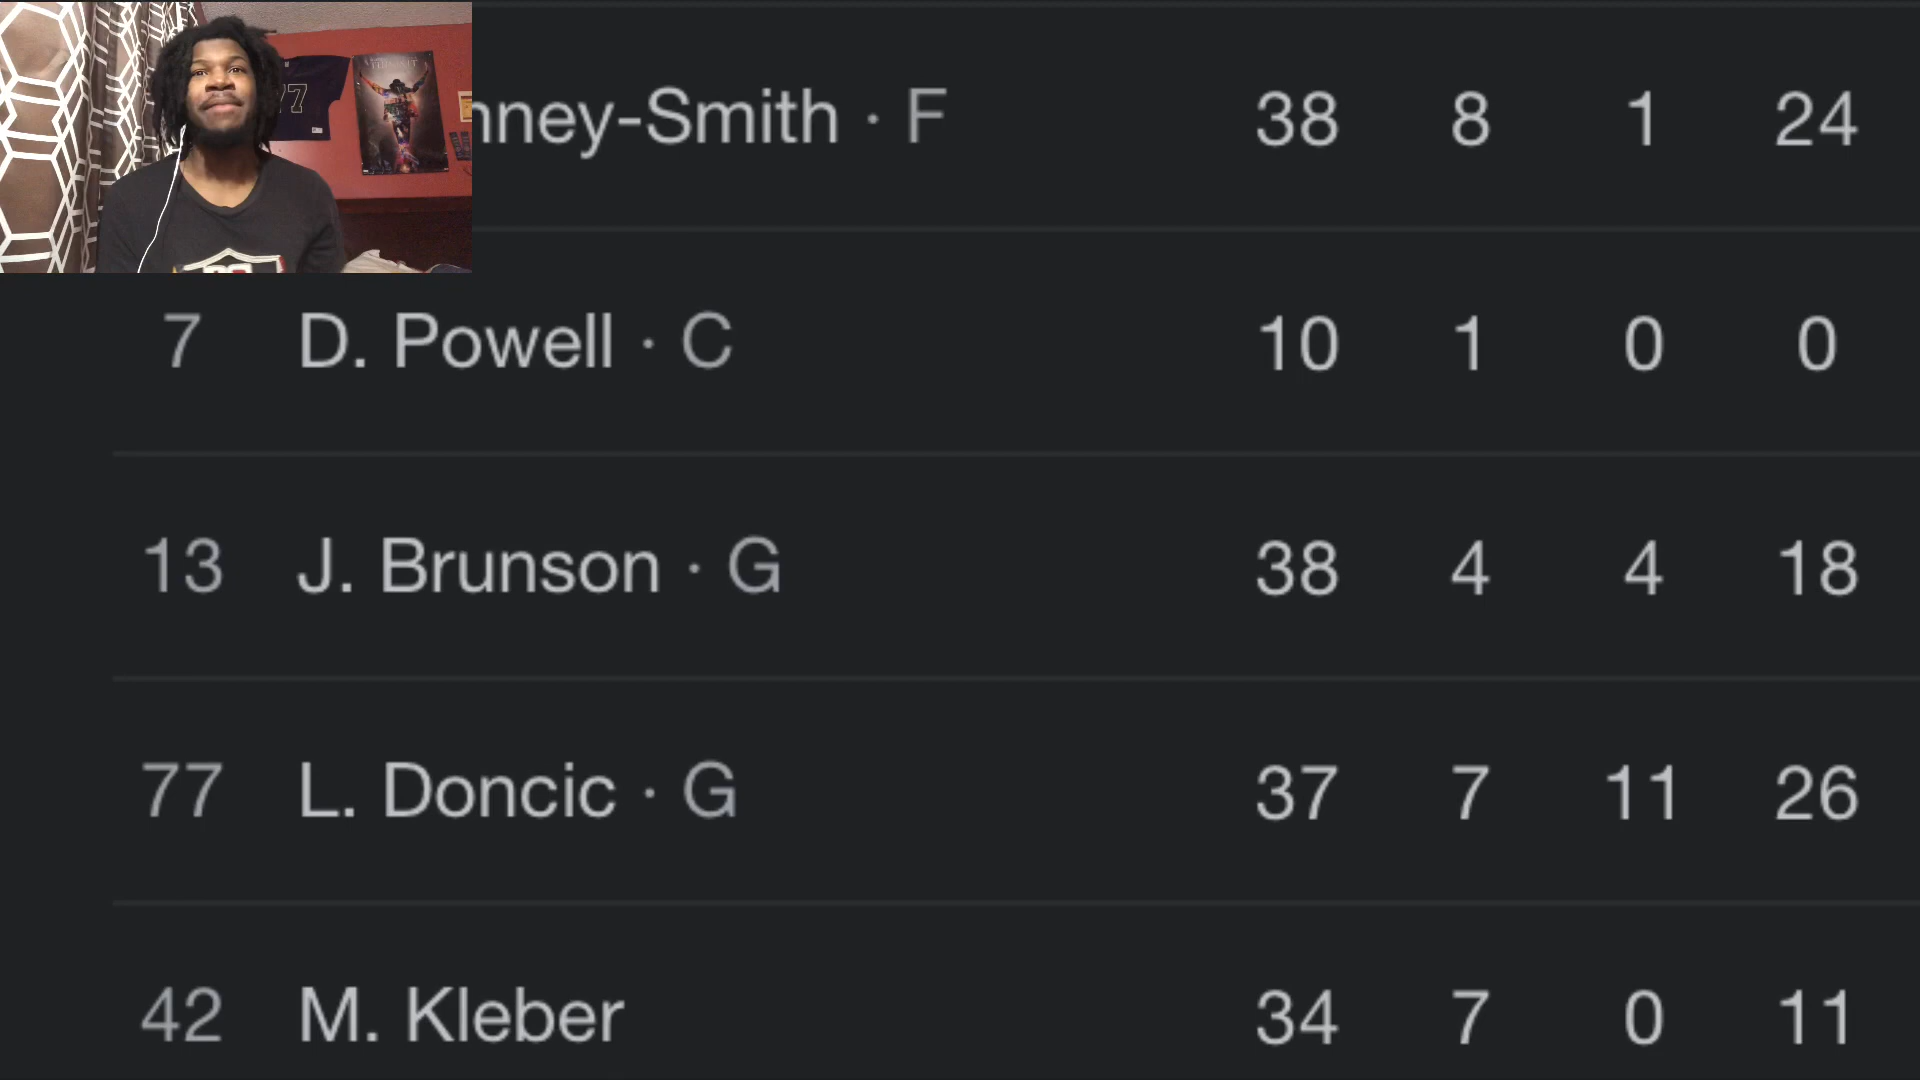 nney-Smith · F 38 8 1 24
7 D. Powell · C 10 1 0 0
13 J. Brunson · G 38 4 4 18
77 L. Doncic · G 37 7 11 26
42 M. Kleber 34 7 0 11